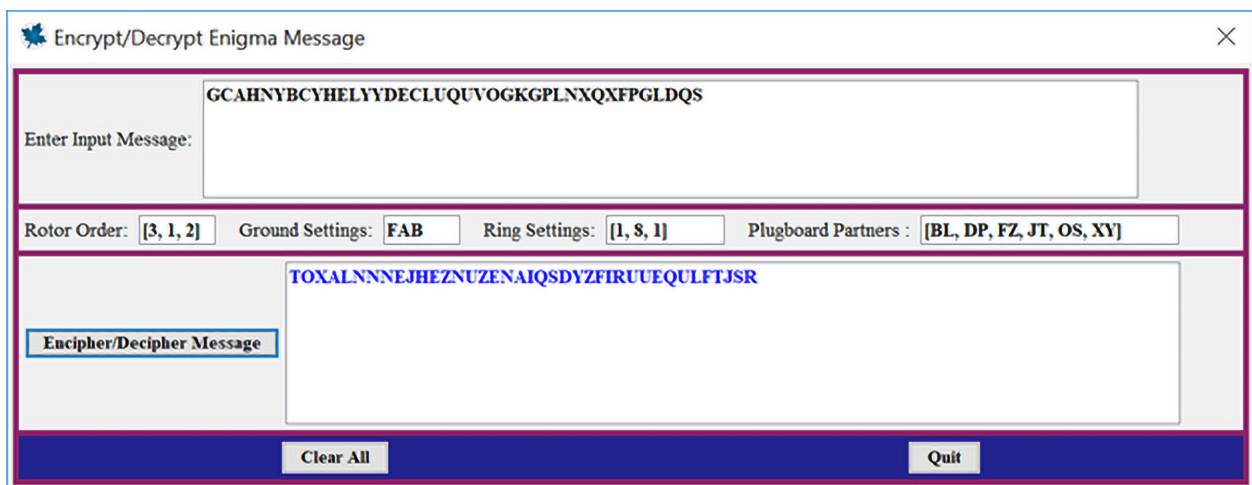 Encrypt/Decrypt Enigma Message
GCAHNYBCYHELYYDECLUQUVOGKGPLNXQXFPGLDQS
Enter Input Message:
Rotor Order: [3, 1, 2] Ground Settings: FAB Ring Settings: [1, 8, 1] Plugboard Partners : [BL, DP, FZ, JT, OS, XY]
TOXALNNNEJHEZNUZENAIQSDYZFIRUUEQULFTJSR
Encipher/Decipher Message
Clear All Quit